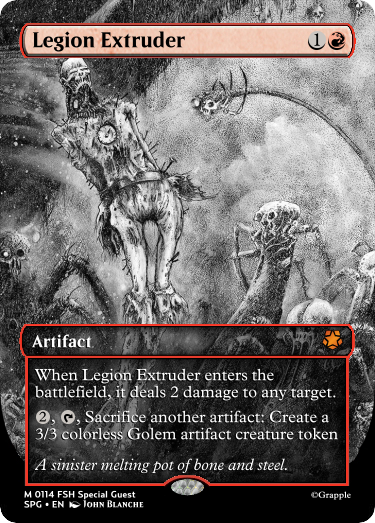 Legion Extruder 1
Artifact
When Legion Extruder enters the
battlefield, it deals 2 damage to any target.
2, , Sacrifice another artifact: Create a
3/3 colorless Golem artifact creature token
A sinister melting pot of bone and steel.
M 0114 FSH Special Guest
SPG • EN John Blanche
©Grapple